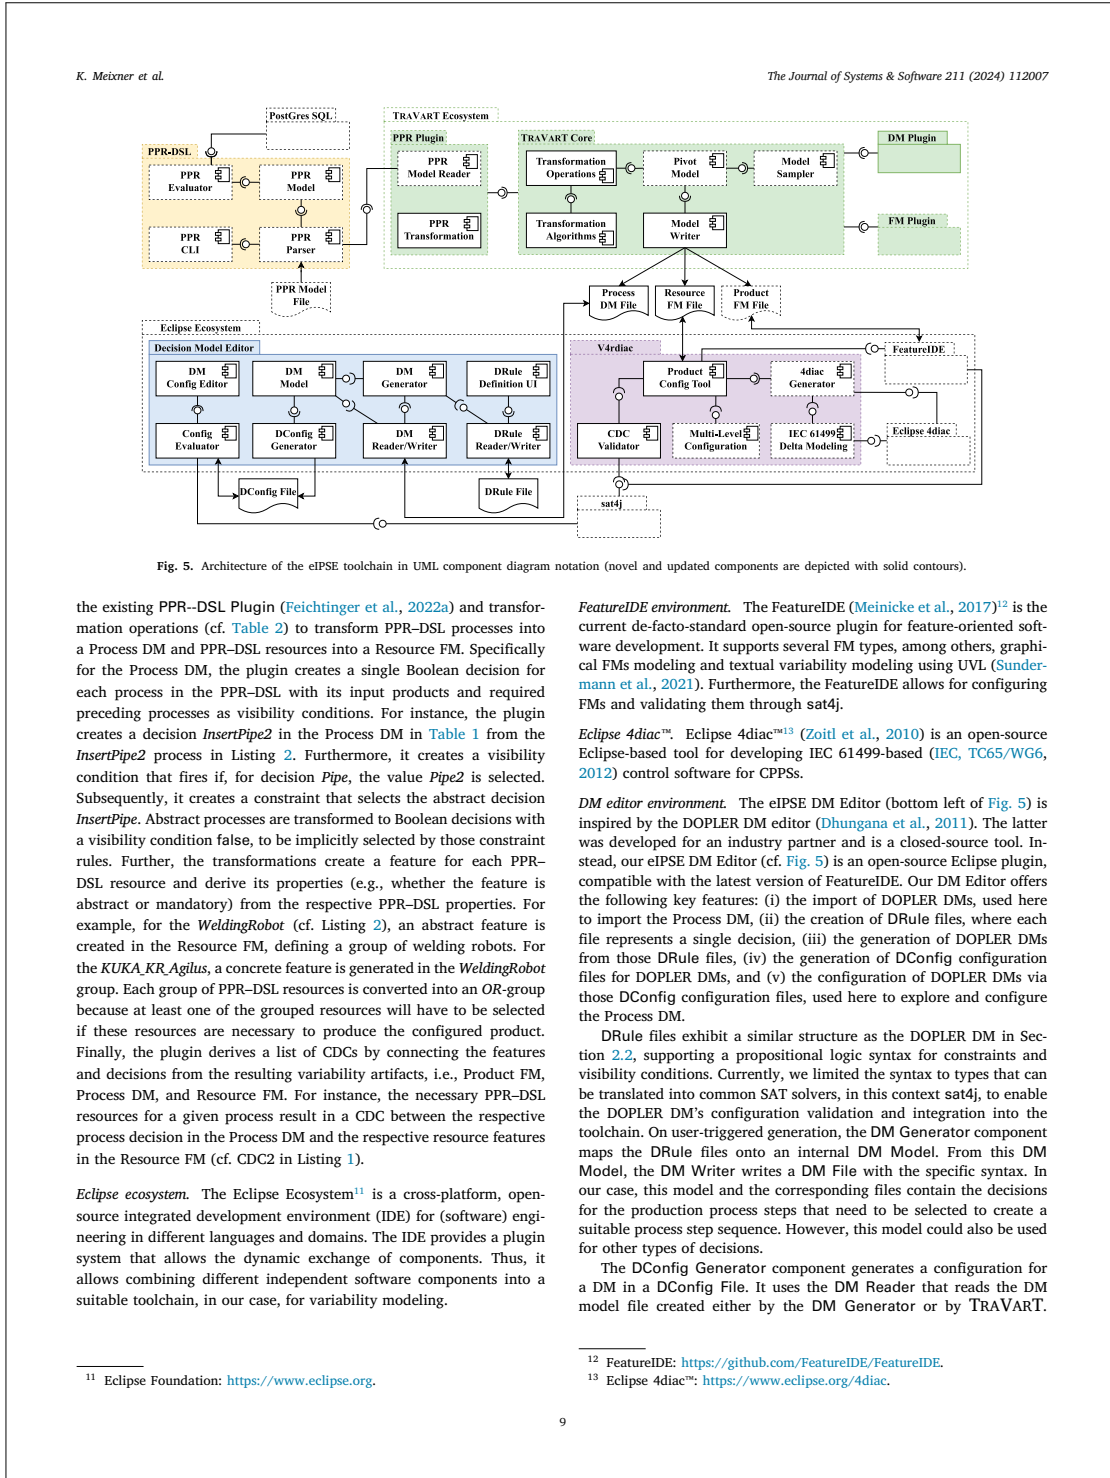 K. Meixner et al.
The Journal of Systems & Software 211 (2024) 112007
PostGres SQL
TRAVART Ecosystem
PPR-DSL
PPR Plugin
TRAVART Core
DM Plugin
PPR
Evaluator
PPR
Model
PPR
Model Reader
Transformation
Operations
Pivot
Model
Model
Sampler
PPR
CLI
PPR
Parser
PPR
Transformation
Transformation
Algorithms
Model
Writer
FM Plugin
PPR Model
File
Process
DM File
Resource
FM File
Product
FM File
Eclipse Ecosystem
Decision Model Editor
V4rdiac
FeatureIDE
DM
Config Editor
DM
Model
DM
Generator
DRule
Definition UI
Product
Config Tool
4diac
Generator
Config
Evaluator
DConfig
Generator
DM
Reader/Writer
DRule
Reader/Writer
CDC
Validator
Multi-Level
Configuration
IEC 61499
Delta Modeling
Eclipse 4diac
DConfig File
DRule File
sat4j
Fig. 5. Architecture of the eIPSE toolchain in UML component diagram notation (novel and updated components are depicted with solid contours).
the existing PPR--DSL Plugin (Feichtinger et al., 2022a) and transfor-
mation operations (cf. Table 2) to transform PPR–DSL processes into
a Process DM and PPR–DSL resources into a Resource FM. Specifically
for the Process DM, the plugin creates a single Boolean decision for
each process in the PPR–DSL with its input products and required
preceding processes as visibility conditions. For instance, the plugin
creates a decision InsertPipe2 in the Process DM in Table 1 from the
InsertPipe2 process in Listing 2. Furthermore, it creates a visibility
condition that fires if, for decision Pipe, the value Pipe2 is selected.
Subsequently, it creates a constraint that selects the abstract decision
InsertPipe. Abstract processes are transformed to Boolean decisions with
a visibility condition false, to be implicitly selected by those constraint
rules. Further, the transformations create a feature for each PPR–
DSL resource and derive its properties (e.g., whether the feature is
abstract or mandatory) from the respective PPR–DSL properties. For
example, for the WeldingRobot (cf. Listing 2), an abstract feature is
created in the Resource FM, defining a group of welding robots. For
the KUKA_KR_Agilus, a concrete feature is generated in the WeldingRobot
group. Each group of PPR–DSL resources is converted into an OR-group
because at least one of the grouped resources will have to be selected
if these resources are necessary to produce the configured product.
Finally, the plugin derives a list of CDCs by connecting the features
and decisions from the resulting variability artifacts, i.e., Product FM,
Process DM, and Resource FM. For instance, the necessary PPR–DSL
resources for a given process result in a CDC between the respective
process decision in the Process DM and the respective resource features
in the Resource FM (cf. CDC2 in Listing 1).
Eclipse ecosystem. The Eclipse Ecosystem11 is a cross-platform, open-
source integrated development environment (IDE) for (software) engi-
neering in different languages and domains. The IDE provides a plugin
system that allows the dynamic exchange of components. Thus, it
allows combining different independent software components into a
suitable toolchain, in our case, for variability modeling.
11 Eclipse Foundation: https://www.eclipse.org.
FeatureIDE environment. The FeatureIDE (Meinicke et al., 2017)12 is the
current de-facto-standard open-source plugin for feature-oriented soft-
ware development. It supports several FM types, among others, graphi-
cal FMs modeling and textual variability modeling using UVL (Sunder-
mann et al., 2021). Furthermore, the FeatureIDE allows for configuring
FMs and validating them through sat4j.
Eclipse 4diac™. Eclipse 4diac™13 (Zoitl et al., 2010) is an open-source
Eclipse-based tool for developing IEC 61499-based (IEC, TC65/WG6,
2012) control software for CPPSs.
DM editor environment. The eIPSE DM Editor (bottom left of Fig. 5) is
inspired by the DOPLER DM editor (Dhungana et al., 2011). The latter
was developed for an industry partner and is a closed-source tool. In-
stead, our eIPSE DM Editor (cf. Fig. 5) is an open-source Eclipse plugin,
compatible with the latest version of FeatureIDE. Our DM Editor offers
the following key features: (i) the import of DOPLER DMs, used here
to import the Process DM, (ii) the creation of DRule files, where each
file represents a single decision, (iii) the generation of DOPLER DMs
from those DRule files, (iv) the generation of DConfig configuration
files for DOPLER DMs, and (v) the configuration of DOPLER DMs via
those DConfig configuration files, used here to explore and configure
the Process DM.
DRule files exhibit a similar structure as the DOPLER DM in Sec-
tion 2.2, supporting a propositional logic syntax for constraints and
visibility conditions. Currently, we limited the syntax to types that can
be translated into common SAT solvers, in this context sat4j, to enable
the DOPLER DM's configuration validation and integration into the
toolchain. On user-triggered generation, the DM Generator component
maps the DRule files onto an internal DM Model. From this DM
Model, the DM Writer writes a DM File with the specific syntax. In
our case, this model and the corresponding files contain the decisions
for the production process steps that need to be selected to create a
suitable process step sequence. However, this model could also be used
for other types of decisions.
The DConfig Generator component generates a configuration for
a DM in a DConfig File. It uses the DM Reader that reads the DM
model file created either by the DM Generator or by TRAVART.
12 FeatureIDE: https://github.com/FeatureIDE/FeatureIDE.
13 Eclipse 4diac™: https://www.eclipse.org/4diac.
9